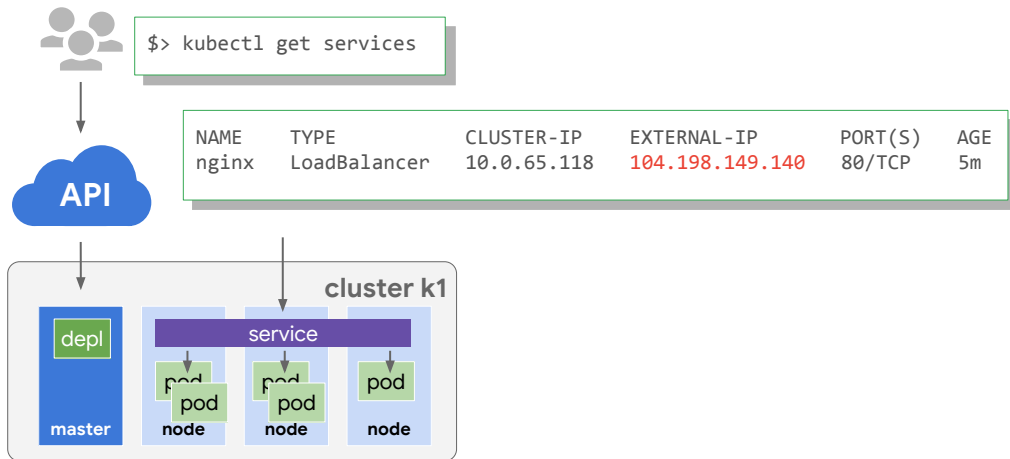 $> kubectl get services
NAME TYPE CLUSTER-IP EXTERNAL-IP PORT(S) AGE
nginx LoadBalancer 10.0.65.118 104.198.149.140 80/TCP 5m
API
cluster k1
depl
service
pod
pod
pod
pod
pod
master
node
node
node